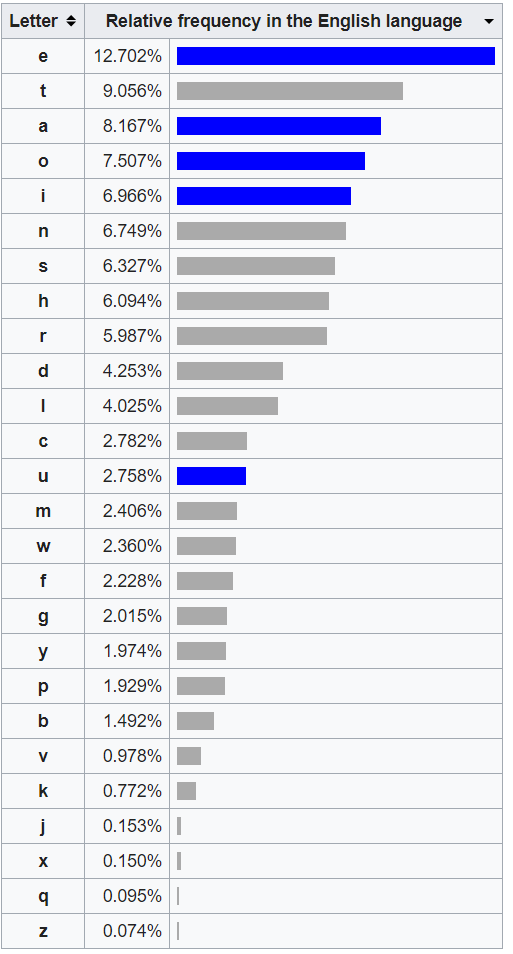 Letter Relative frequency in the English language
e 12.702%
t 9.056%
a 8.167%
o 7.507%
i 6.966%
n 6.749%
s 6.327%
h 6.094%
r 5.987%
d 4.253%
l 4.025%
c 2.782%
u 2.758%
m 2.406%
w 2.360%
f 2.228%
g 2.015%
y 1.974%
p 1.929%
b 1.492%
v 0.978%
k 0.772%
j 0.153%
x 0.150%
q 0.095%
z 0.074%